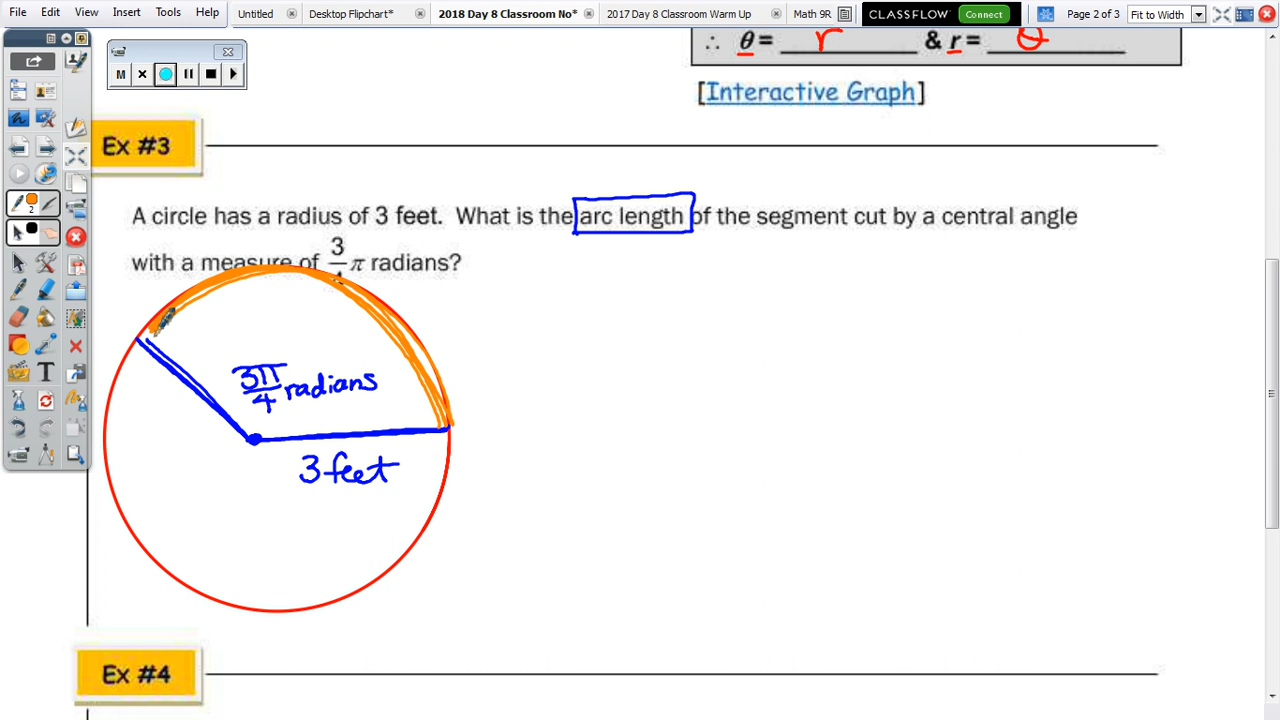 File Edit View Insert Tools Help Untitled Desktop Flipchart* 2018 Day 8 Classroom No* 2017 Day 8 Classroom Warm Up Math 9R CLASSFLOW Connect Page 2 of 3 Fit to Width
∴ θ = r & r = θ
[Interactive Graph]
Ex #3
A circle has a radius of 3 feet. What is the arc length of the segment cut by a central angle
with a measure of 3/4 π radians?
3π/4 radians
3 feet
Ex #4